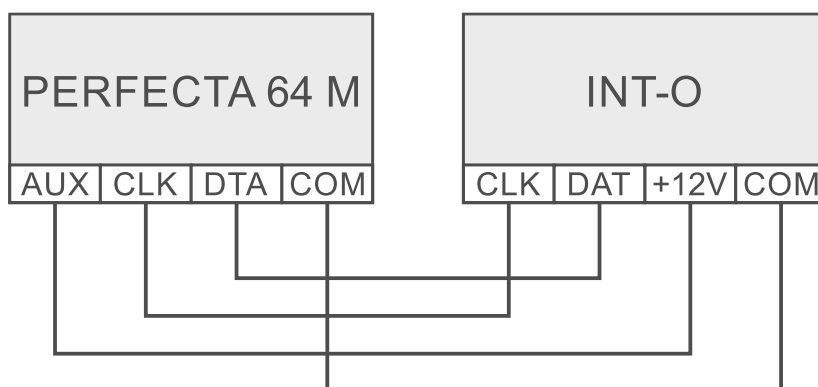 PERFECTA 64 M
INT-O
AUX CLK DTA COM
CLK DAT +12V COM